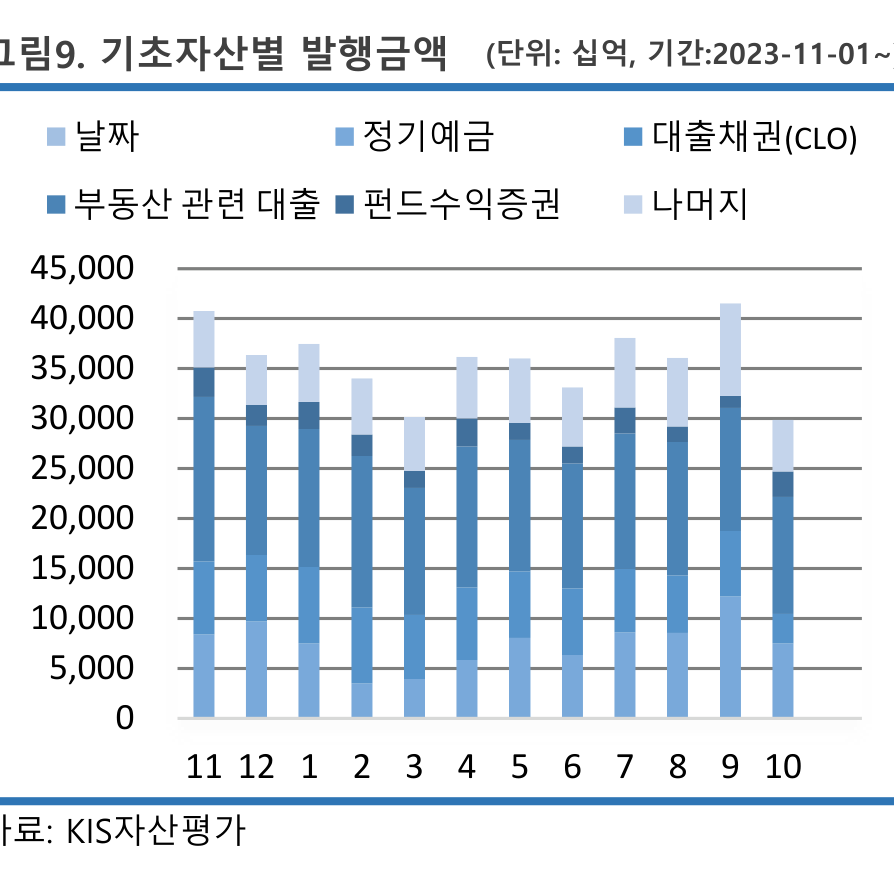 그림9. 기초자산별 발행금액 (단위: 십억, 기간:2023-11-01~)
날짜 정기예금 대출채권(CLO)
부동산 관련 대출 펀드수익증권 나머지
45,000
40,000
35,000
30,000
25,000
20,000
15,000
10,000
5,000
0
11 12 1 2 3 4 5 6 7 8 9 10
자료: KIS자산평가